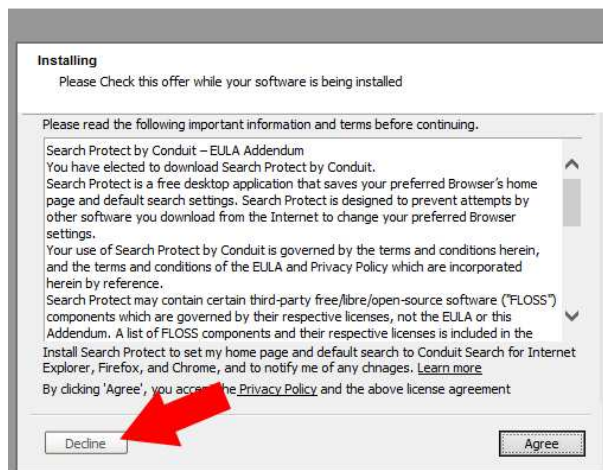 Installing
Please Check this offer while your software is being installed
Please read the following important information and terms before continuing.
Search Protect by Conduit – EULA Addendum
You have elected to download Search Protect by Conduit.
Search Protect is a free desktop application that saves your preferred Browser's home
page and default search settings. Search Protect is designed to prevent attempts by
other software you download from the Internet to change your preferred Browser
settings.
Your use of Search Protect by Conduit is governed by the terms and conditions herein,
and the terms and conditions of the EULA and Privacy Policy which are incorporated
herein by reference.
Search Protect may contain certain third-party free/libre/open-source software ("FLOSS")
components which are governed by their respective licenses, not the EULA or this
Addendum. A list of FLOSS components and their respective licenses is included in the
Install Search Protect to set my home page and default search to Conduit Search for Internet
Explorer, Firefox, and Chrome, and to notify me of any chnages. Learn more
By clicking 'Agree', you accept the Privacy Policy and the above license agreement
Decline
Agree